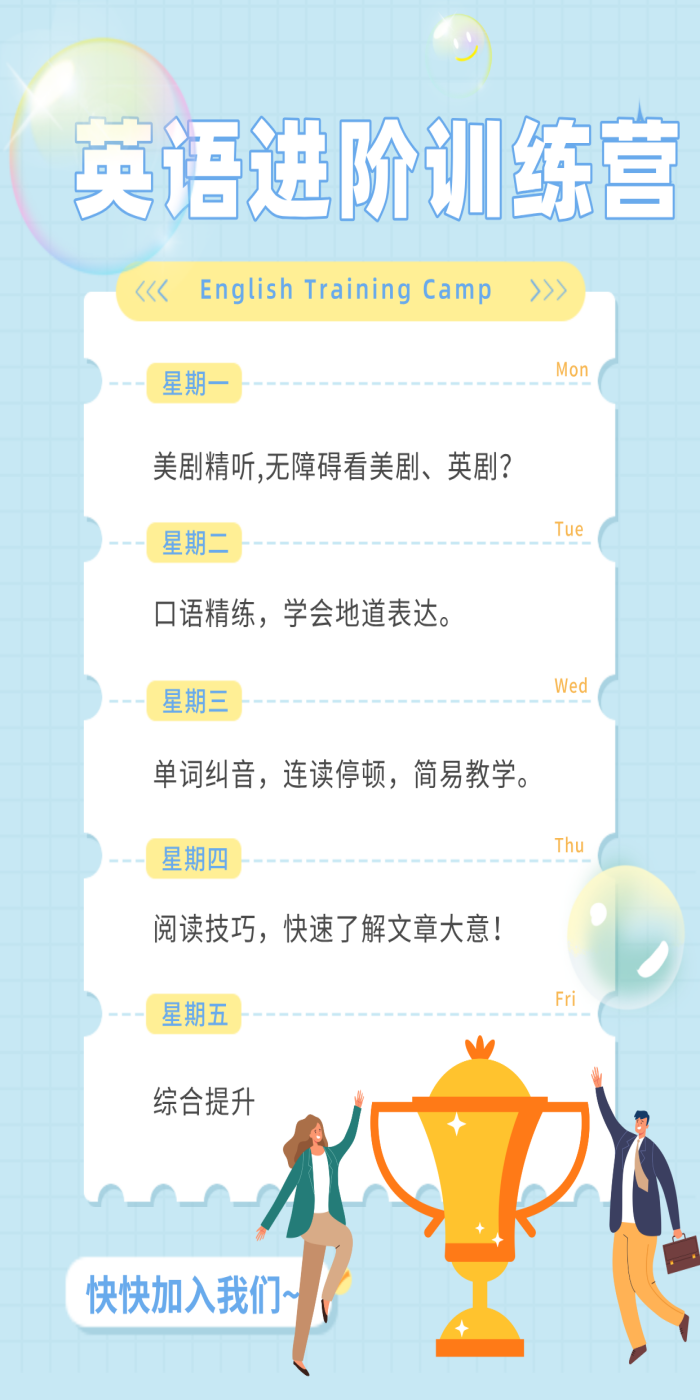 英语进阶训练营
English Training Camp
星期一
Mon
美剧精听,无障碍看美剧、英剧?
星期二
Tue
口语精练，学会地道表达。
星期三
Wed
单词纠音，连读停顿，简易教学。
星期四
Thu
阅读技巧，快速了解文章大意!
星期五
Fri
综合提升
快快加入我们~